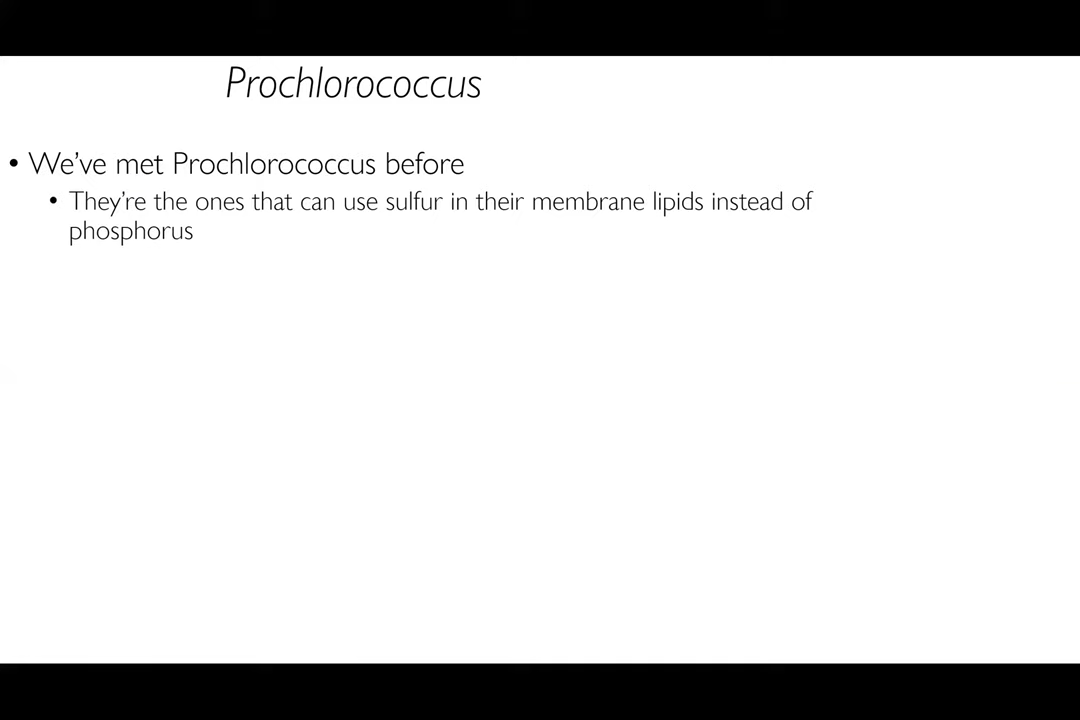 Prochlorococcus
• We’ve met Prochlorococcus before
• They’re the ones that can use sulfur in their membrane lipids instead of
phosphorus